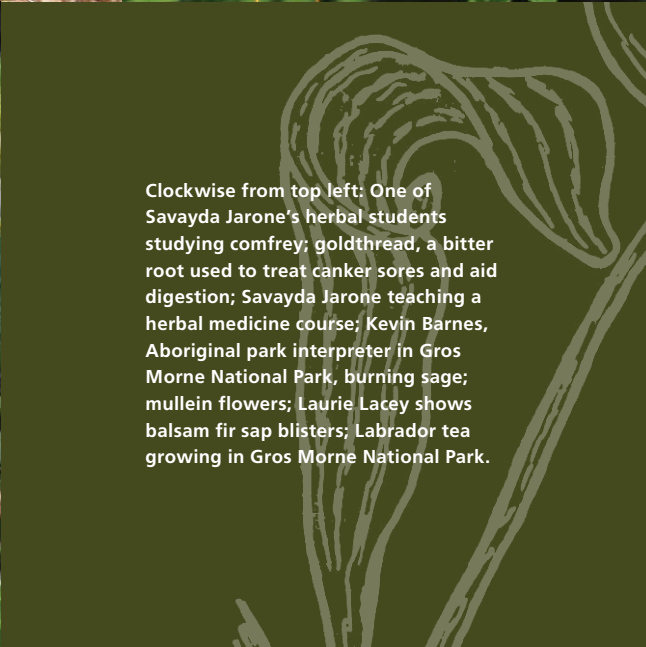 Clockwise from top left: One of
Savayda Jarone’s herbal students
studying comfrey; goldthread, a bitter
root used to treat canker sores and aid
digestion; Savayda Jarone teaching a
herbal medicine course; Kevin Barnes,
Aboriginal park interpreter in Gros
Morne National Park, burning sage;
mullein flowers; Laurie Lacey shows
balsam fir sap blisters; Labrador tea
growing in Gros Morne National Park.